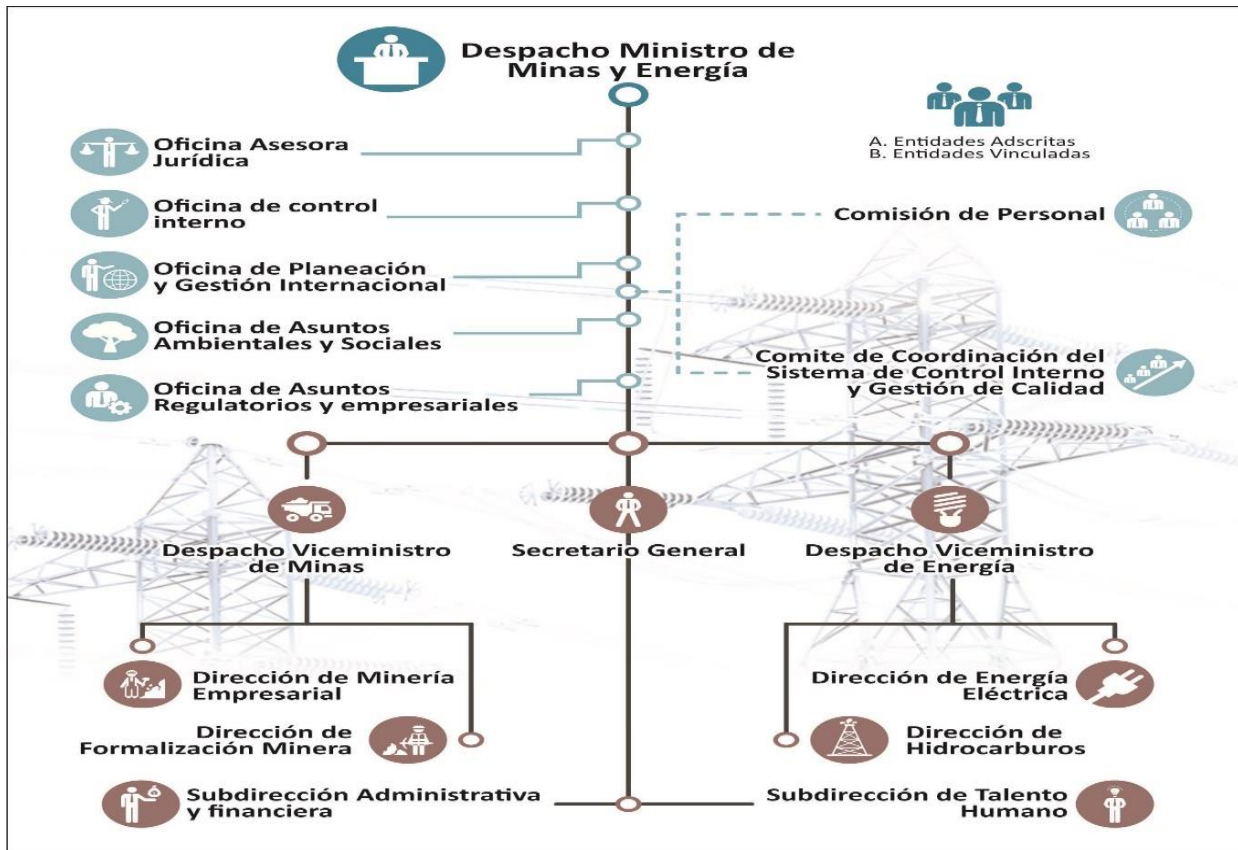 Despacho Ministro de
Minas y Energía
A. Entidades Adscritas
B. Entidades Vinculadas
Oficina Asesora
Jurídica
Oficina de control
interno
Comisión de Personal
Oficina de Planeación
y Gestión Internacional
Oficina de Asuntos
Ambientales y Sociales
Comite de Coordinación del
Sistema de Control Interno
y Gestión de Calidad
Oficina de Asuntos
Regulatorios y empresariales
Despacho Viceministro
de Minas
Secretario General
Despacho Viceministro
de Energía
Dirección de Minería
Empresarial
Dirección de Energía
Eléctrica
Dirección de
Formalización Minera
Dirección de
Hidrocarburos
Subdirección Administrativa
y financiera
Subdirección de Talento
Humano